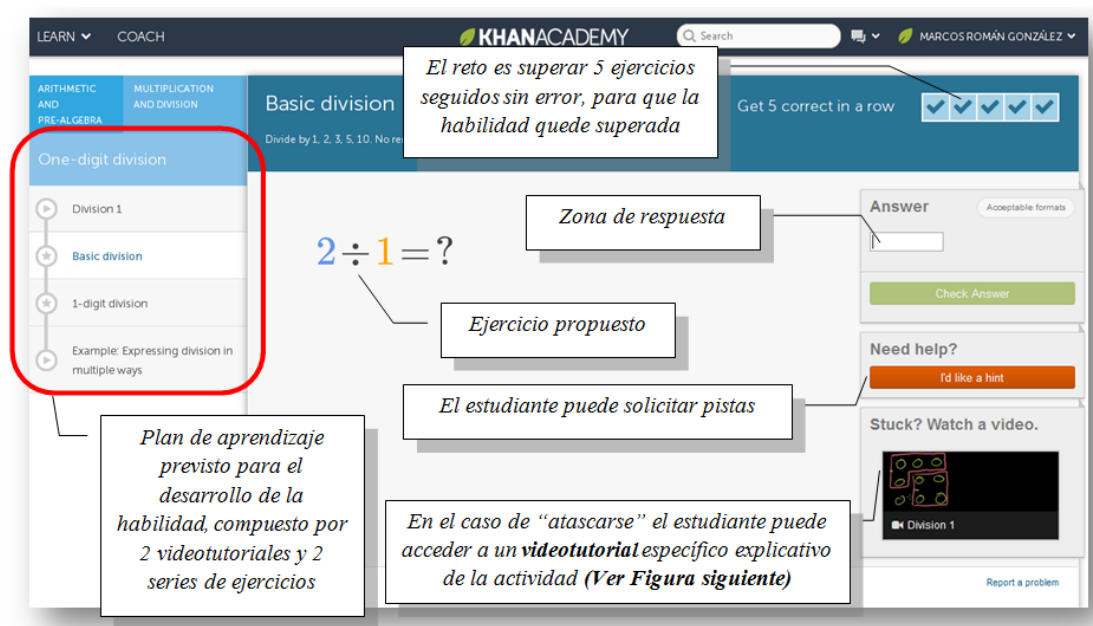 LEARN COACH KHANACADEMY Search MARCOS ROMÁN GONZÁLEZ
ARITHMETIC
AND
PRE-ALGEBRA
MULTIPLICATION
AND DIVISION
One-digit division
Division 1
Basic division
1-digit division
Example: Expressing division in
multiple ways
Basic division
Divide by 1, 2, 3, 5, 10. No
El reto es superar 5 ejercicios
seguidos sin error, para que la
habilidad quede superada
Get 5 correct in a row
Zona de respuesta
2 ÷ 1 = ?
Ejercicio propuesto
El estudiante puede solicitar pistas
Plan de aprendizaje
previsto para el
desarrollo de la
habilidad, compuesto por
2 videotutoriales y 2
series de ejercicios
En el caso de “atascarse” el estudiante puede
acceder a un videotutorial específico explicativo
de la actividad (Ver Figura siguiente)
Answer
Acceptable formats
Check Answer
Need help?
I'd like a hint
Stuck? Watch a video.
Division 1
Report a problem